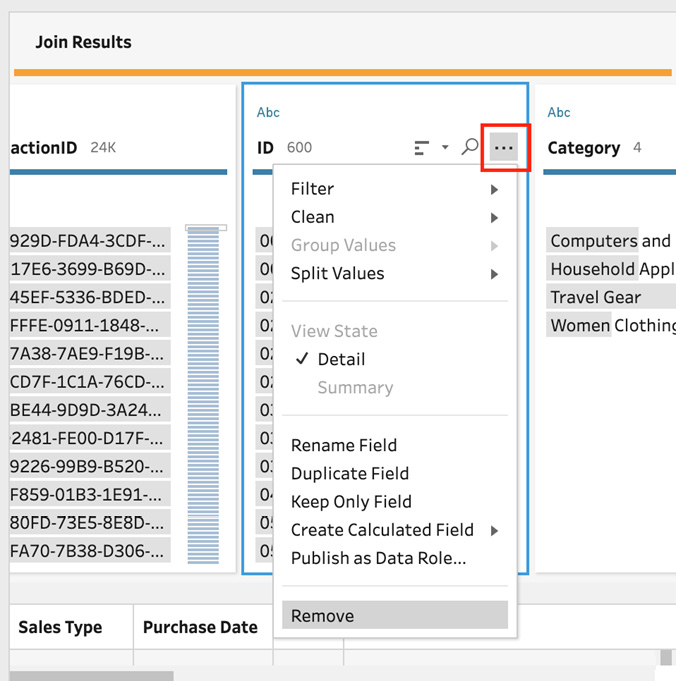 Join Results
Abc
Abc
actionID 24K
ID 600
Category 4
Filter
Clean
Group Values
Split Values
View State
✓ Detail
Summary
Rename Field
Duplicate Field
Keep Only Field
Create Calculated Field
Publish as Data Role...
Remove
929D-FDA4-3CDF-...
17E6-3699-B69D-...
45EF-5336-BDED-...
FFFE-0911-1848-...
7A38-7AE9-F19B-...
CD7F-1C1A-76CD-...
BE44-9D9D-3A24...
2481-FE00-D17F-...
9226-99B9-B520-...
F859-01B3-1E91-...
80FD-73E5-8E8D-...
FA70-7B38-D306-...
Computers and
Household Appl
Travel Gear
Women Clothing
Sales Type
Purchase Date